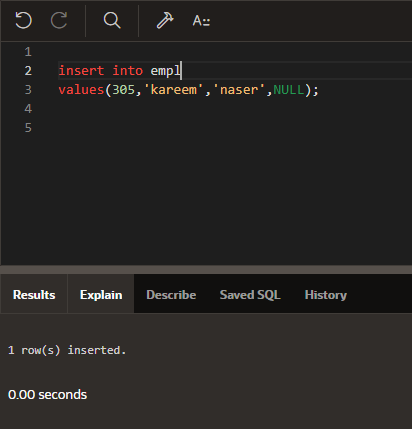 A::
1
2 insert into empl
3 values(305,'kareem','naser',NULL);
4
5
Results Explain Describe Saved SQL History
1 row(s) inserted.
0.00 seconds